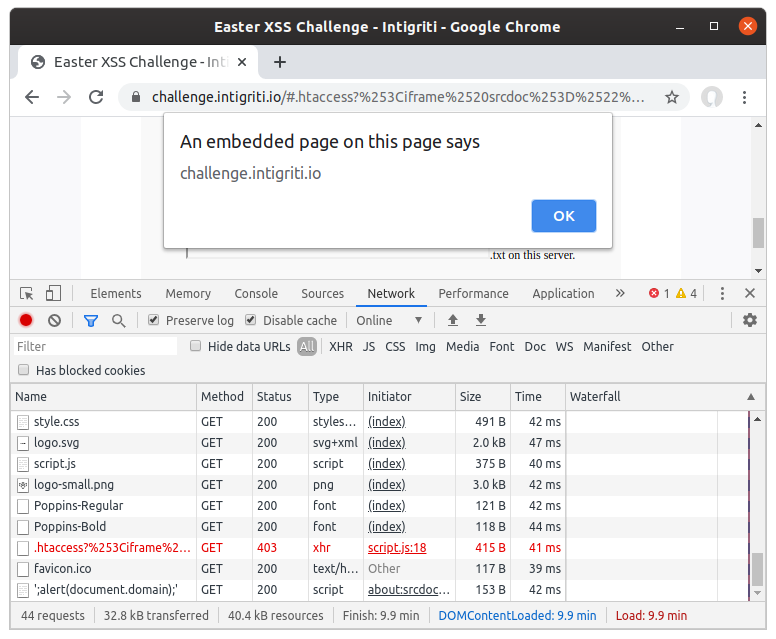 Easter XSS Challenge - Intigriti - Google Chrome
Easter XSS Challenge - Inti
challenge.intigriti.io/#.htaccess?%253Ciframe%2520srcdoc%253D%2522%...
An embedded page on this page says
challenge.intigriti.io
OK
.txt on this server.
Elements Memory Console Sources Network Performance Application » 1 4
Preserve log Disable cache Online
Filter Hide data URLs All XHR JS CSS Img Media Font Doc WS Manifest Other
Has blocked cookies
Name Method Status Type Initiator Size Time Waterfall
style.css GET 200 styles... (index) 491 B 42 ms
logo.svg GET 200 svg+xml (index) 2.0 kB 47 ms
script.js GET 200 script (index) 375 B 40 ms
logo-small.png GET 200 png (index) 3.0 kB 42 ms
Poppins-Regular GET 200 font (index) 121 B 42 ms
Poppins-Bold GET 200 font (index) 118 B 44 ms
.htaccess?%253Ciframe%2... GET 403 xhr script.js:18 415 B 41 ms
favicon.ico GET 200 text/h... Other 117 B 39 ms
';alert(document.domain);' GET 200 script about:srcdoc... 153 B 42 ms
44 requests 32.8 kB transferred 40.4 kB resources Finish: 9.9 min DOMContentLoaded: 9.9 min Load: 9.9 min